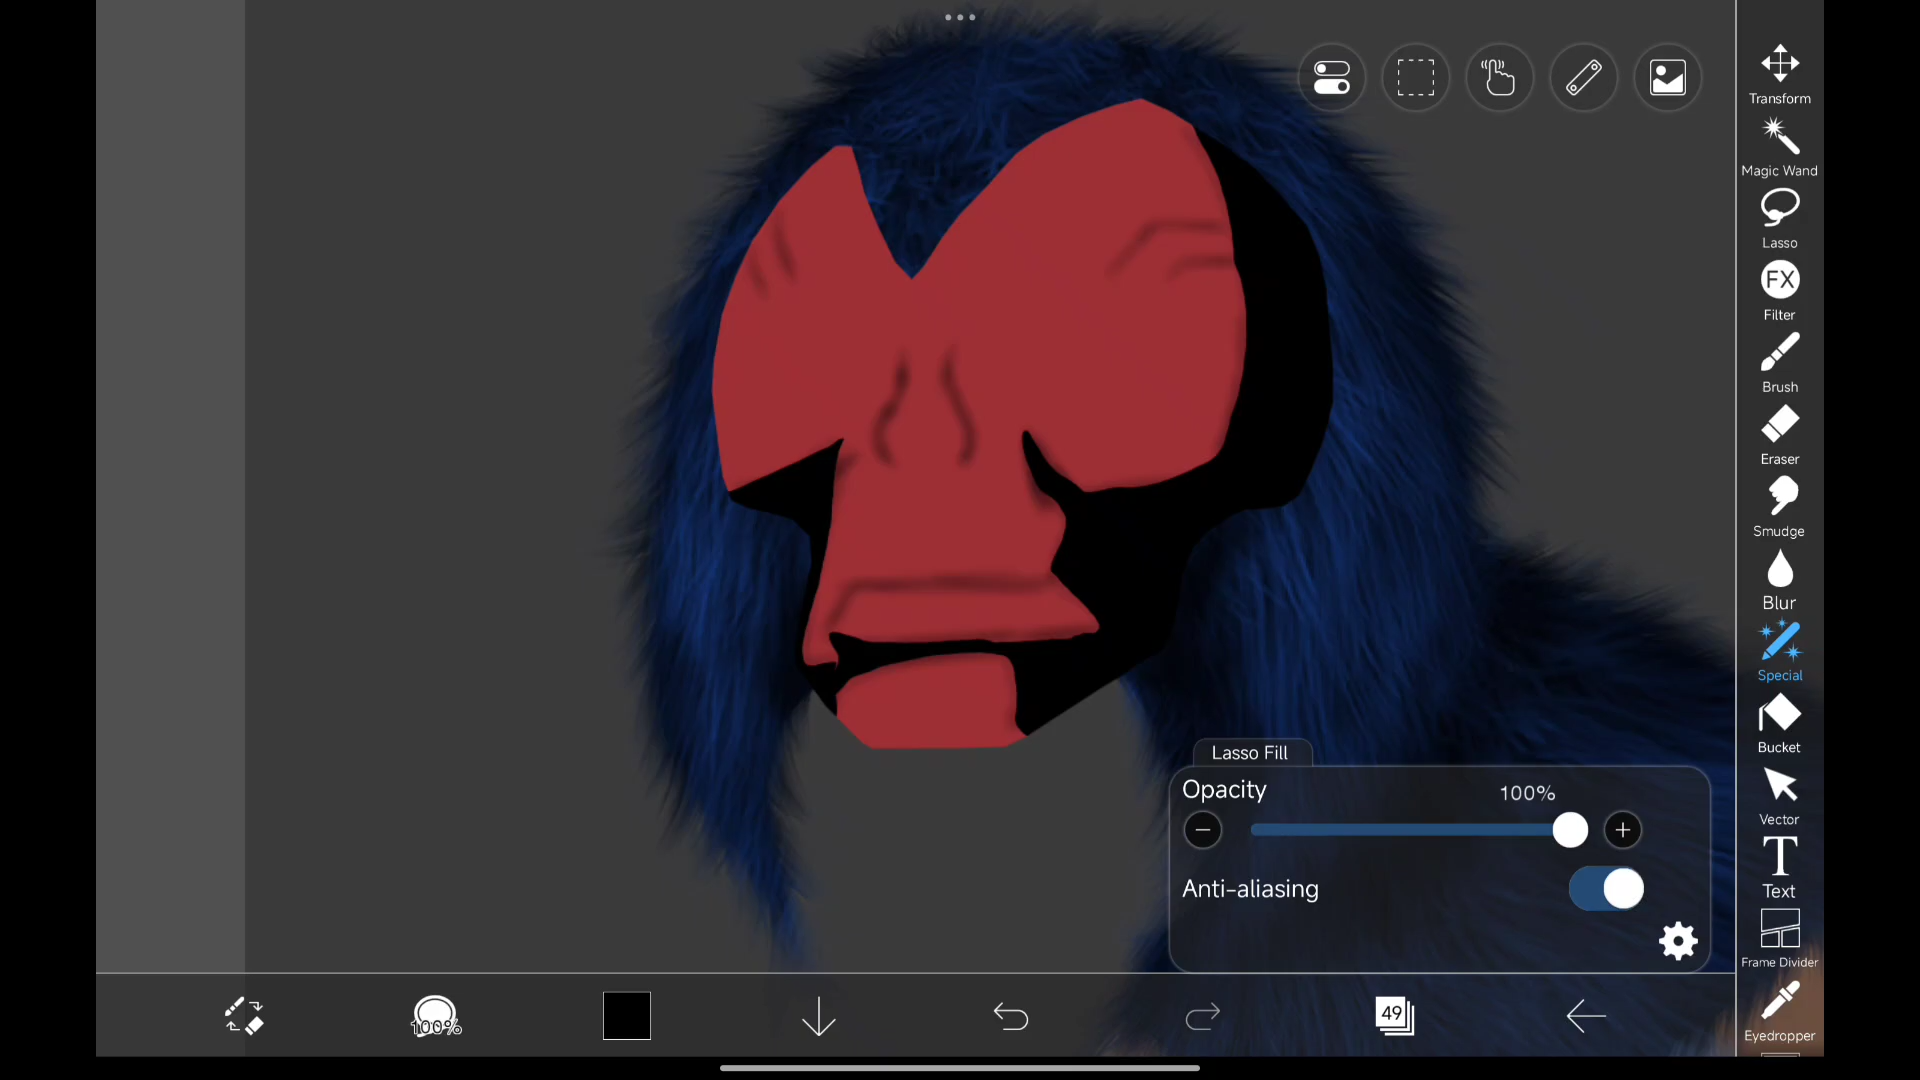 Transform
Magic Wand
Lasso
FX
Filter
Brush
Eraser
Smudge
Blur
Special
Bucket
Vector
T
Text
Frame Divider
Eyedropper
Lasso Fill
Opacity
100%
Anti-aliasing
100%
49